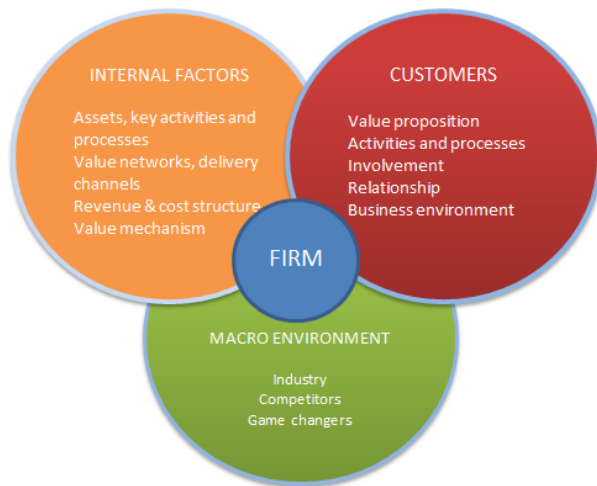 INTERNAL FACTORS
Assets, key activities and
processes
Value networks, delivery
channels
Revenue & cost structure
Value mechanism
CUSTOMERS
Value proposition
Activities and processes
Involvement
Relationship
Business environment
FIRM
MACRO ENVIRONMENT
Industry
Competitors
Game changers